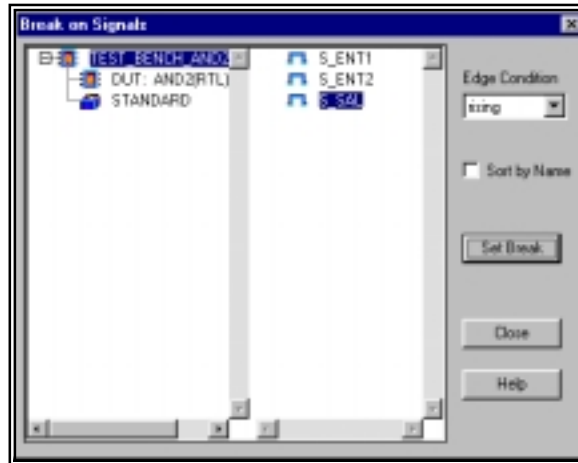 Break on Signals
TEST_BENCH_AND2
DUT: AND2(RTL)
STANDARD
S_ENT1
S_ENT2
S_SAL
Edge Condition
rising
Sort by Name
Set Break
Close
Help